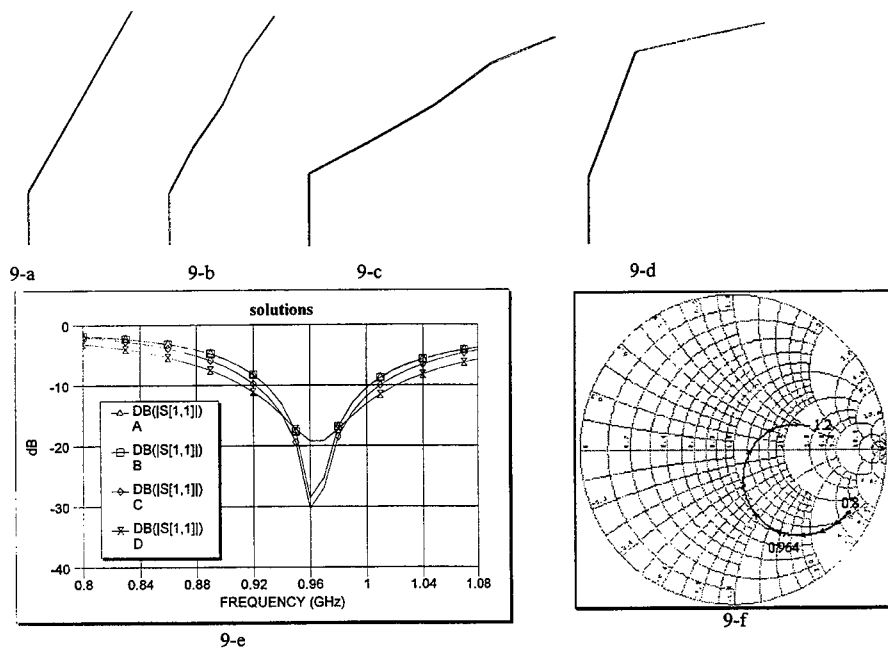 9-a
9-b
9-c
9-d
solutions
0
-10
-20
-30
-40
dB
DB(|S[1,1]|)
A
DB(|S[1,1]|)
B
DB(|S[1,1]|)
C
DB(|S[1,1]|)
D
0.8
0.84
0.88
0.92
0.96
1
1.04
1.08
FREQUENCY (GHz)
9-e
1.2
0.8
0.964
9-f